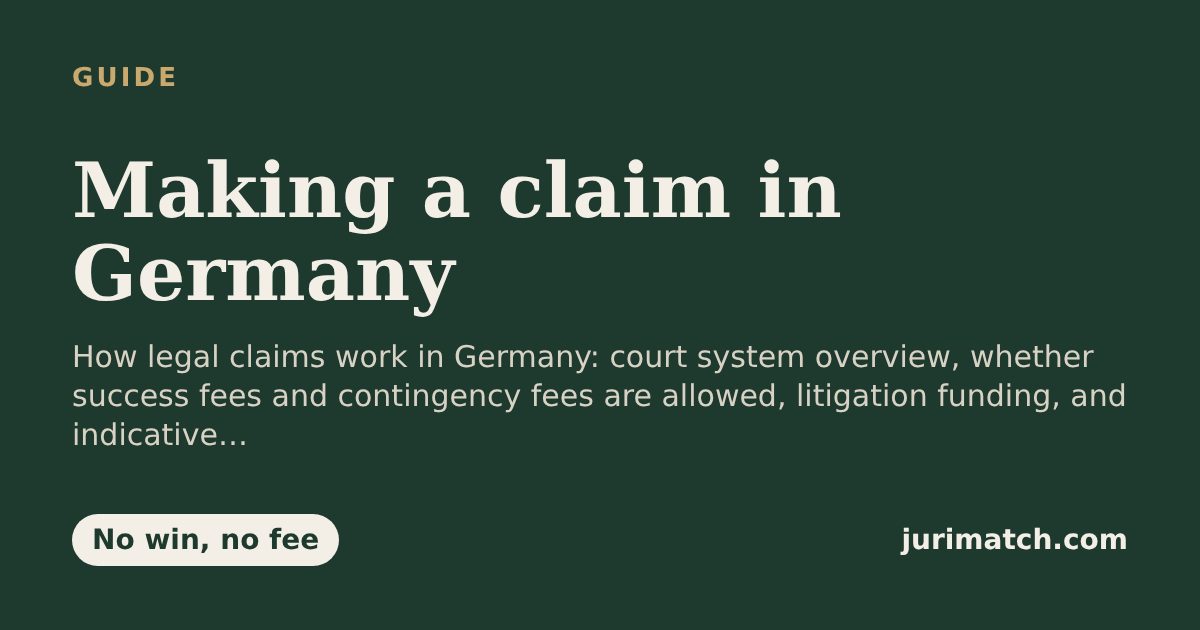 GUIDE
Making a claim in
Germany
How legal claims work in Germany: court system overview, whether
success fees and contingency fees are allowed, litigation funding, and
indicative…
No win, no fee
jurimatch.com